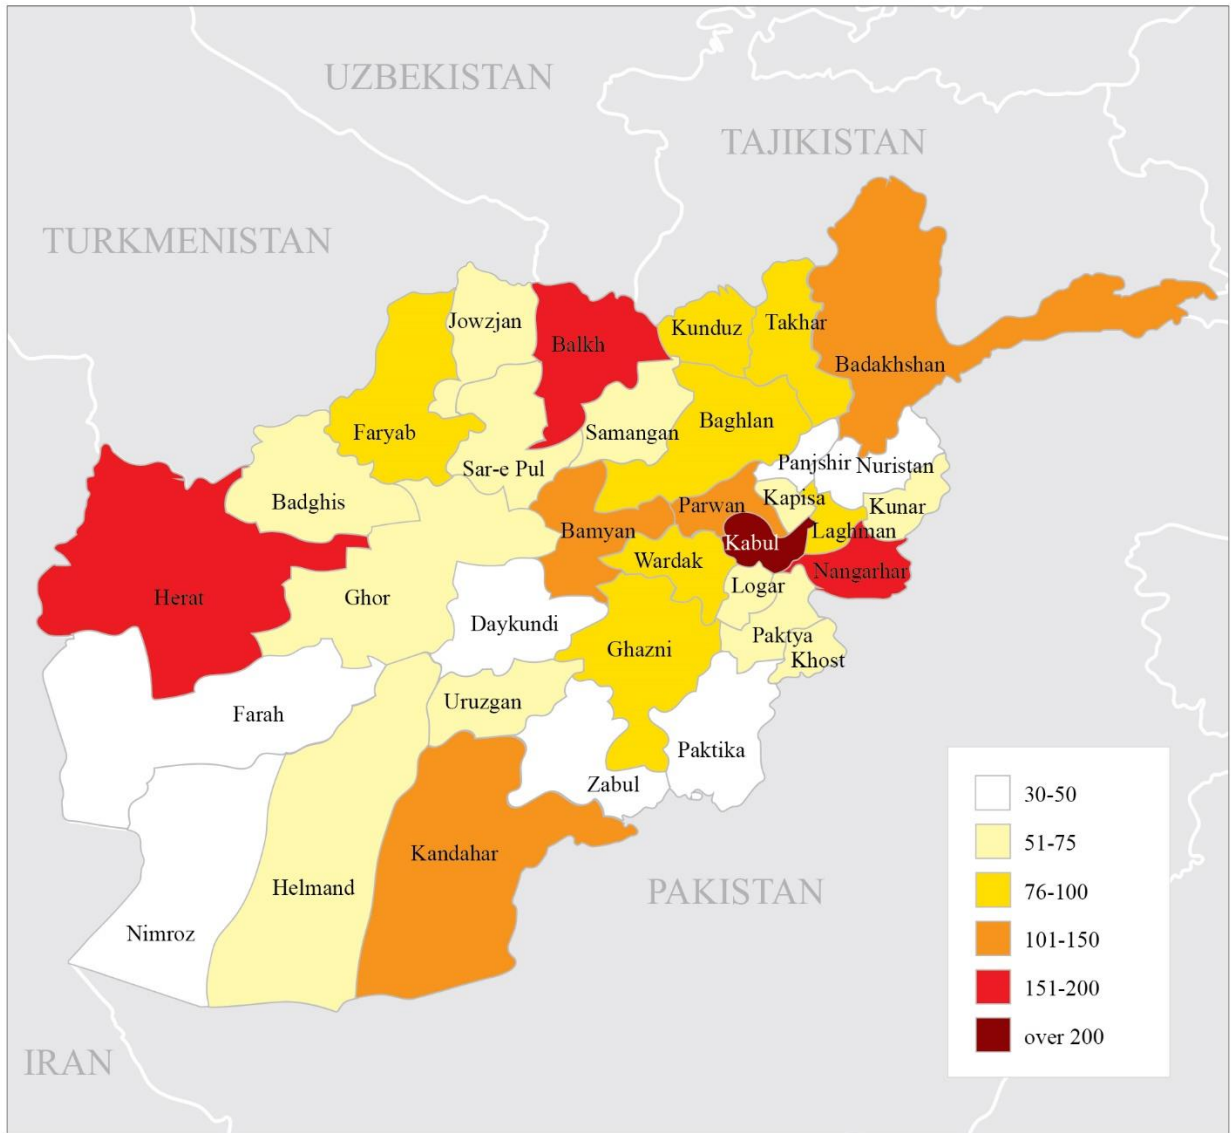 UZBEKISTAN
TAJIKISTAN
TURKMENISTAN
Jowzjan
Balkh
Kunduz
Takhar
Badakhshan
Faryab
Samangan
Baghlan
Sar-e Pul
Panjshir
Nuristan
Badghis
Kapisa
Kunar
Parwan
Bamyan
Laghman
Kabul
Wardak
Nangarhar
Herat
Ghor
Logar
Daykundi
Paktya
Ghazni
Khost
Uruzgan
Farah
Paktika
Zabul
Kandahar
Helmand
PAKISTAN
Nimroz
IRAN
30-50
51-75
76-100
101-150
151-200
over 200